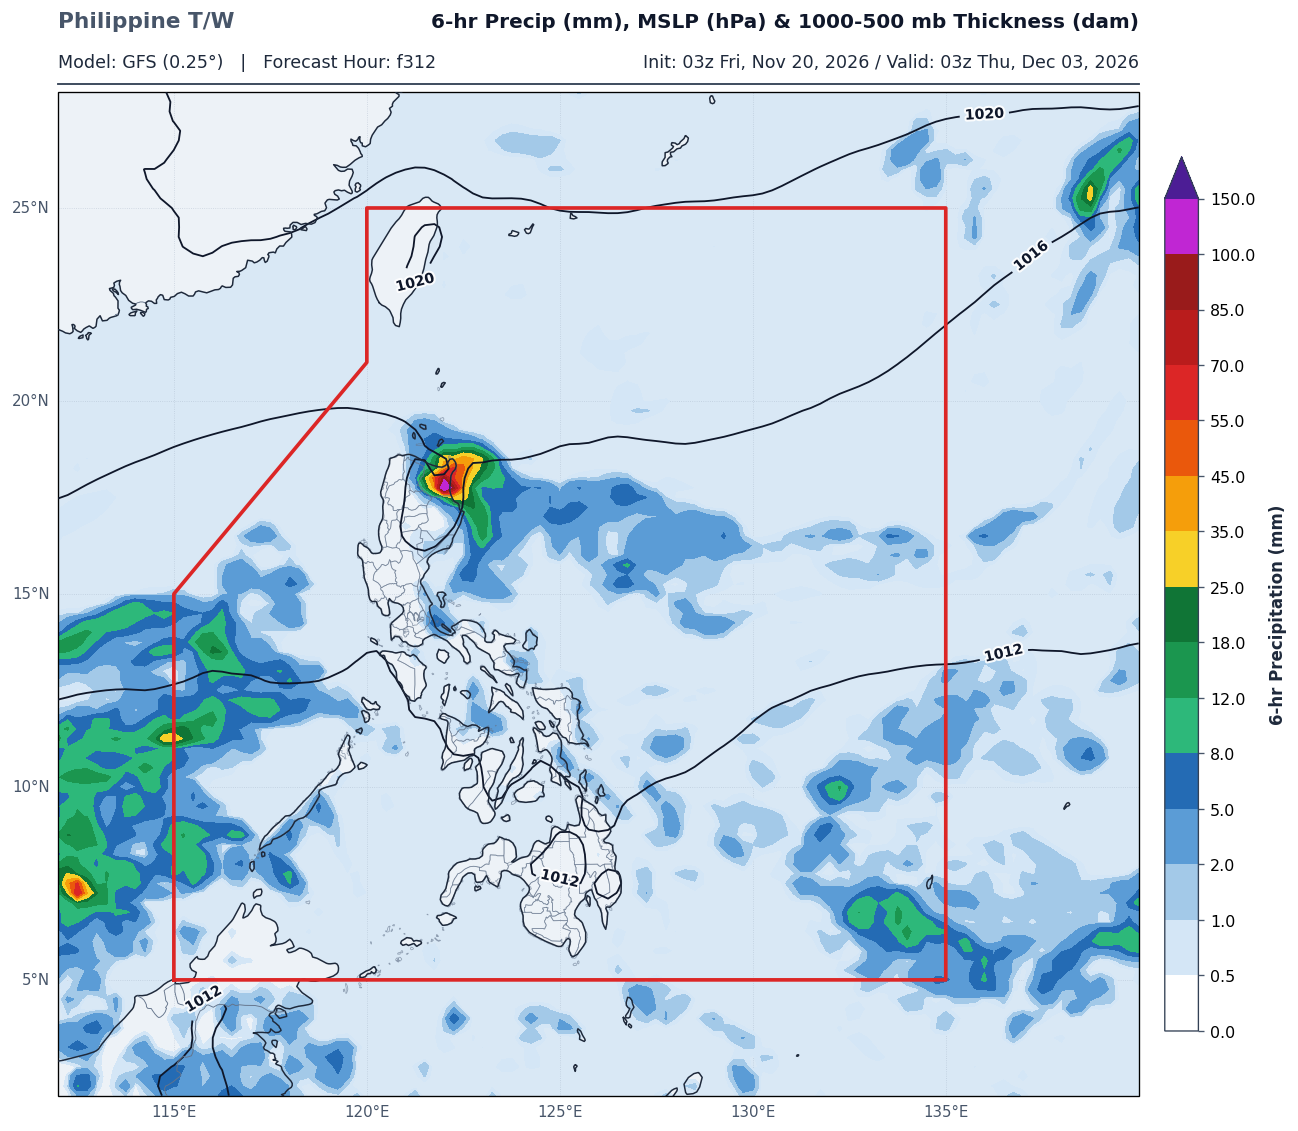 Philippine T/W
6-hr Precip (mm), MSLP (hPa) & 1000-500 mb Thickness (dam)
Model: GFS (0.25°) | Forecast Hour: f312
Init: 03z Fri, Nov 20, 2026 / Valid: 03z Thu, Dec 03, 2026
1020
1016
1020
1012
1012
1012
25°N
20°N
15°N
10°N
5°N
115°E
120°E
125°E
130°E
135°E
150.0
100.0
85.0
70.0
55.0
45.0
35.0
25.0
18.0
12.0
8.0
5.0
2.0
1.0
0.5
0.0
6-hr Precipitation (mm)